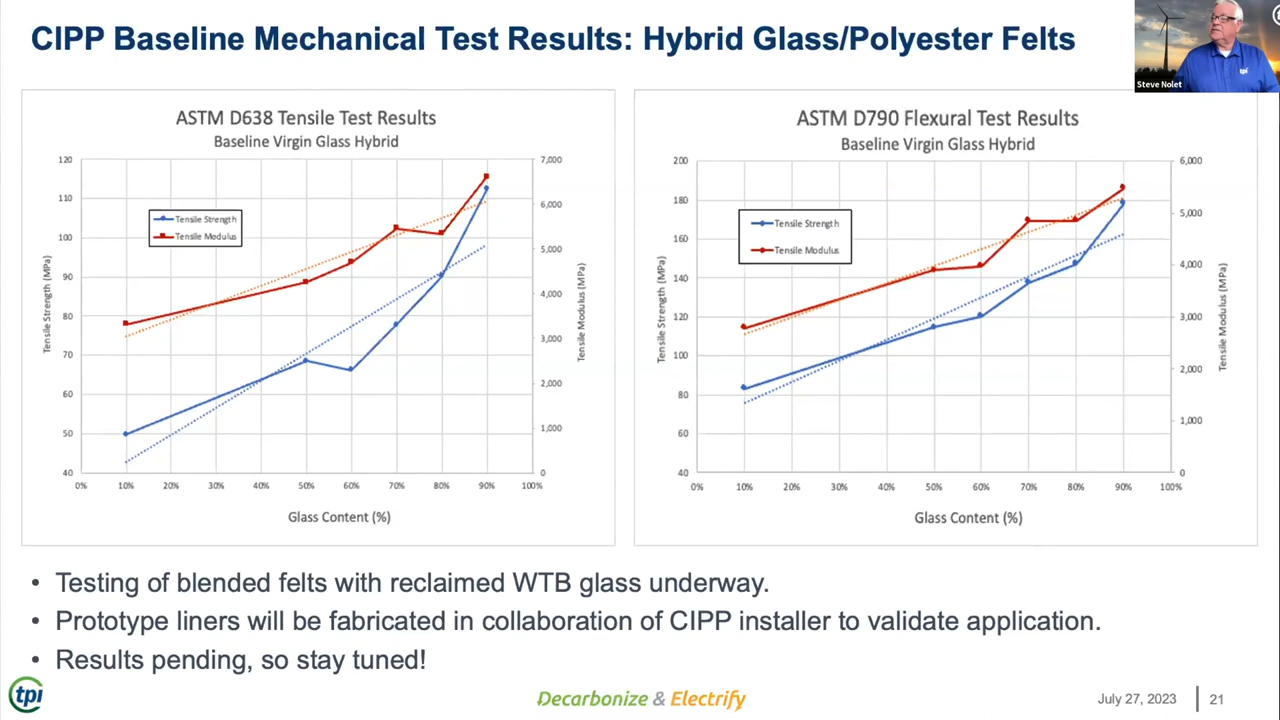 CIPP Baseline Mechanical Test Results: Hybrid Glass/Polyester Felts
Steve Nolet
tpi
ASTM D638 Tensile Test Results
Baseline Virgin Glass Hybrid
120
110
100
90
80
70
60
50
40
7,000
6,000
5,000
4,000
3,000
2,000
1,000
0
Tensile Strength
Tensile Modulus
Tensile Strength (MPa)
Tensile Modulus (MPa)
0% 10% 20% 30% 40% 50% 60% 70% 80% 90% 100%
Glass Content (%)
ASTM D790 Flexural Test Results
Baseline Virgin Glass Hybrid
200
180
160
140
120
100
80
60
40
6,000
5,000
4,000
3,000
2,000
1,000
0
Tensile Strength
Tensile Modulus
Tensile Strength (MPa)
Tensile Modulus (MPa)
0% 10% 20% 30% 40% 50% 60% 70% 80% 90% 100%
Glass Content (%)
• Testing of blended felts with reclaimed WTB glass underway.
• Prototype liners will be fabricated in collaboration of CIPP installer to validate application.
• Results pending, so stay tuned!
tpi
Decarbonize & Electrify
July 27, 2023 21